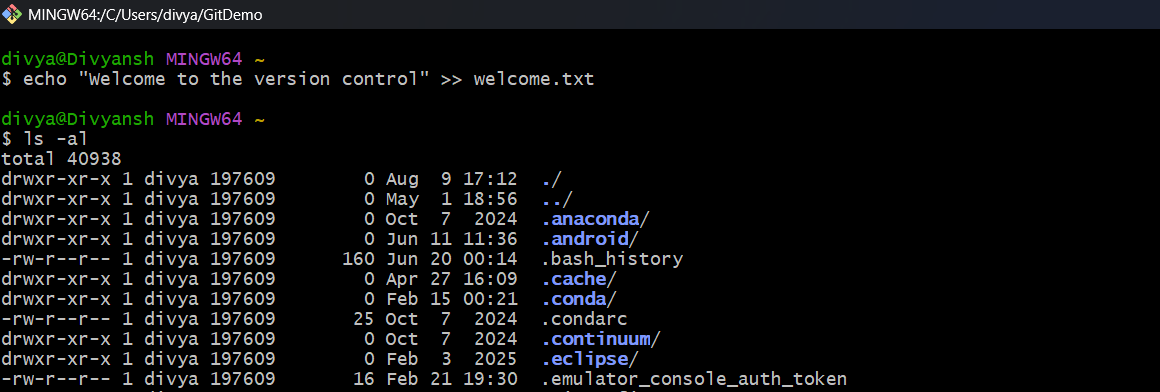 MINGW64:/C/Users/divya/GitDemo
divya@Divyansh MINGW64 ~
$ echo "Welcome to the version control" >> welcome.txt
divya@Divyansh MINGW64 ~
$ ls -al
total 40938
drwxr-xr-x 1 divya 197609        0 Aug  9 17:12  ./
drwxr-xr-x 1 divya 197609        0 May  1 18:56  ../
drwxr-xr-x 1 divya 197609        0 Oct  7  2024  .anaconda/
drwxr-xr-x 1 divya 197609        0 Jun 11 11:36  .android/
-rw-r--r-- 1 divya 197609      160 Jun 20 00:14  .bash_history
drwxr-xr-x 1 divya 197609        0 Apr 27 16:09  .cache/
drwxr-xr-x 1 divya 197609        0 Feb 15 00:21  .conda/
-rw-r--r-- 1 divya 197609       25 Oct  7  2024  .condarc
drwxr-xr-x 1 divya 197609        0 Oct  7  2024  .continuum/
drwxr-xr-x 1 divya 197609        0 Feb  3  2025  .eclipse/
-rw-r--r-- 1 divya 197609       16 Feb 21 19:30  .emulator_console_auth_token